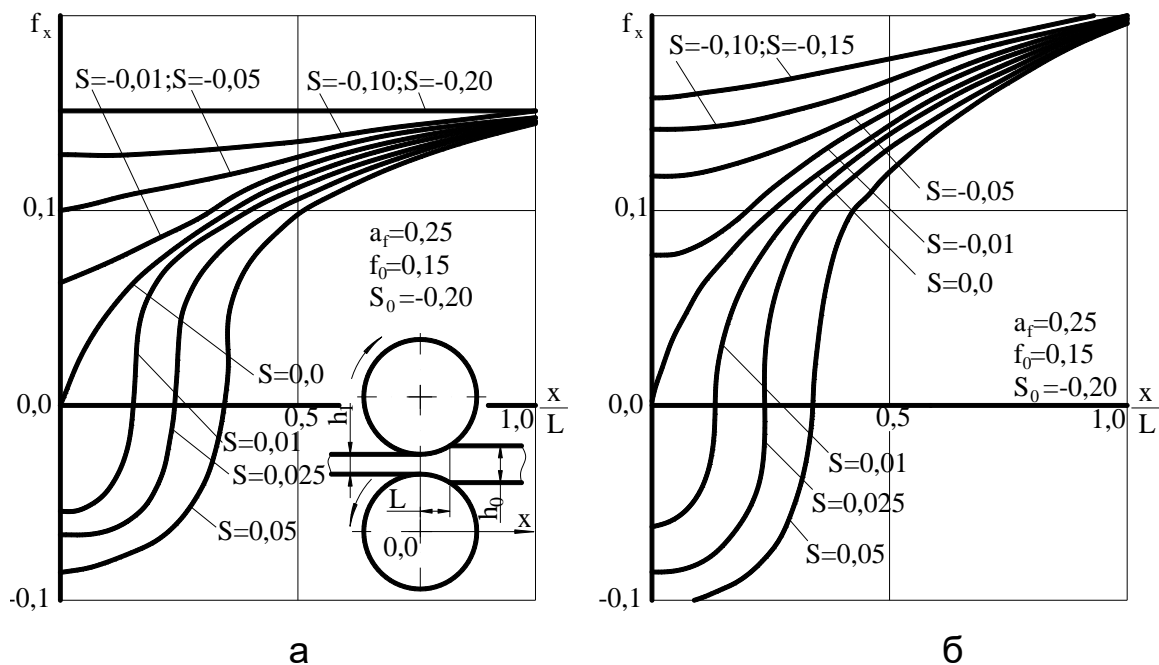 f x
S=-0,01;S=-0,05
S=-0,10;S=-0,20
0,1
a f=0,25
f 0=0,15
S 0=-0,20
S=0,0
0,0
0,5
1,0
x
L
h 1
S=0,01
S=0,025
S=0,05
L
h 0
x
0,0
-0,1
а
f x
S=-0,10;S=-0,15
0,1
S=-0,05
S=-0,01
S=0,0
a f=0,25
f 0=0,15
S 0=-0,20
0,0
0,5
1,0
x
L
S=0,01
S=0,025
S=0,05
-0,1
б